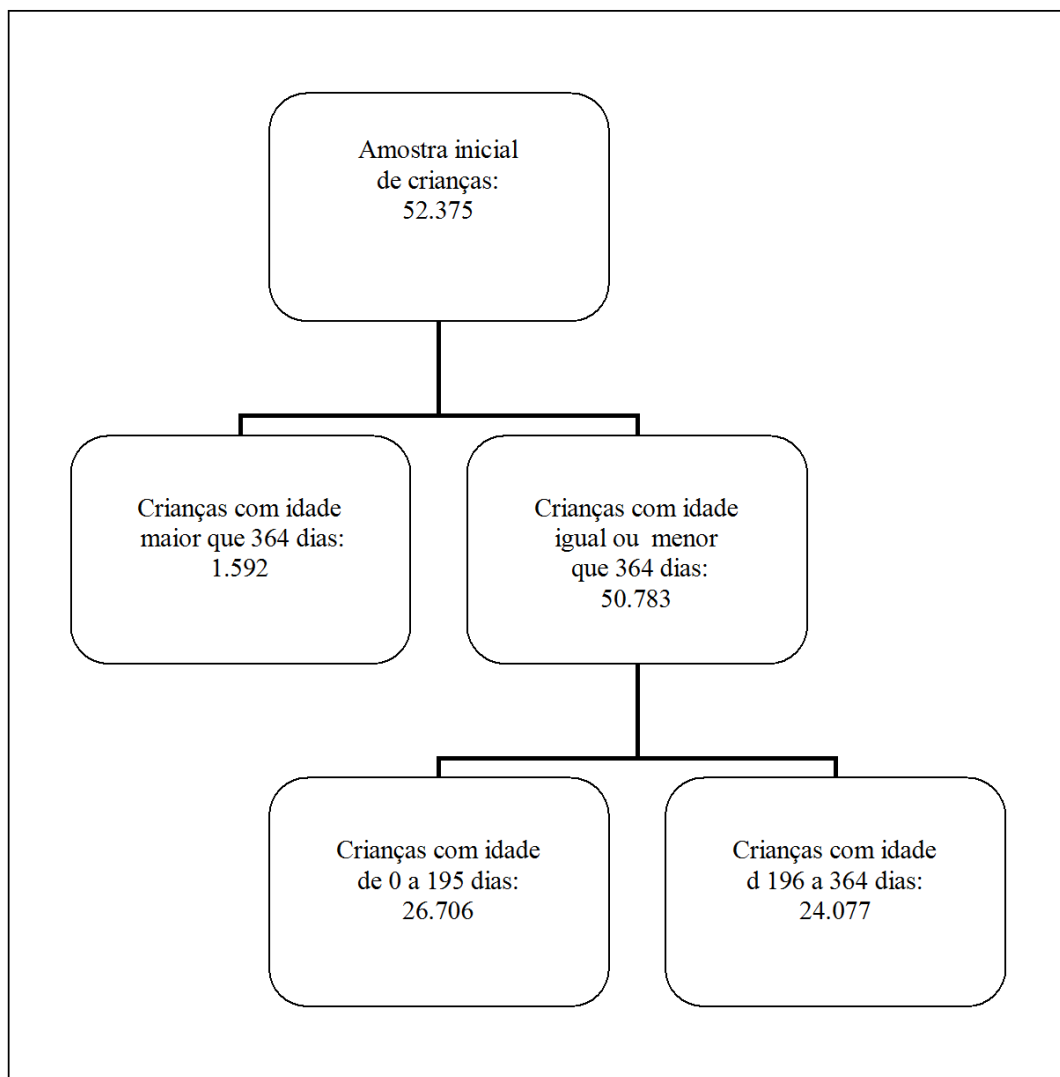 Amostra inicial
de crianças:
52.375
Crianças com idade
maior que 364 dias:
1.592
Crianças com idade
igual ou menor
que 364 dias:
50.783
Crianças com idade
de 0 a 195 dias:
26.706
Crianças com idade
d 196 a 364 dias:
24.077